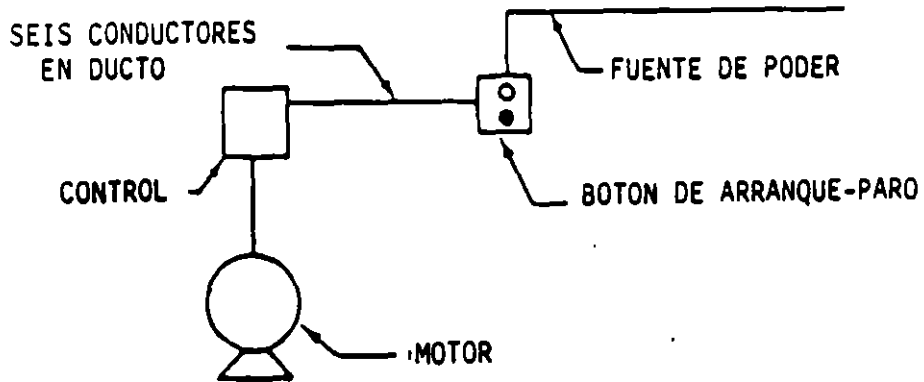 SEIS CONDUCTORES
EN DUCTO
FUENTE DE PODER
CONTROL
BOTON DE ARRANQUE-PARO
MOTOR